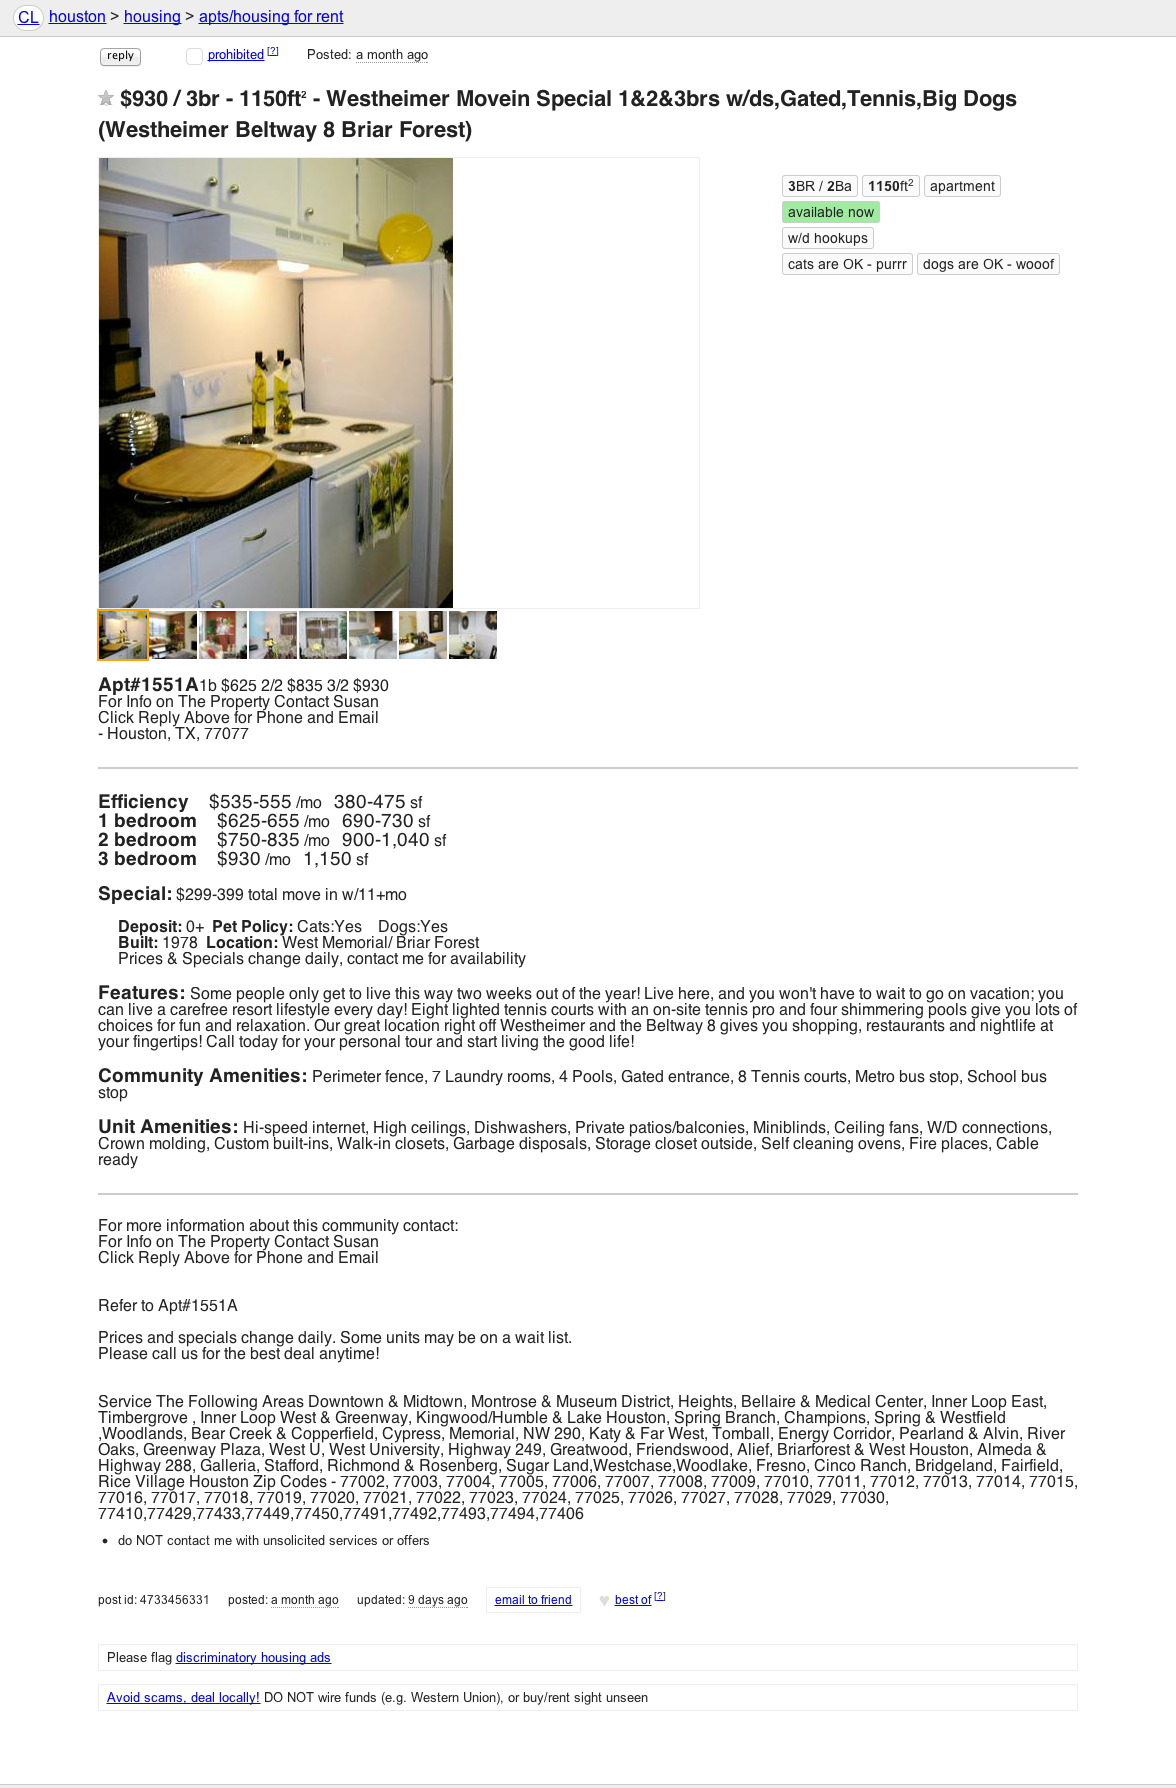 CL houston > housing > apts/housing for rent
reply prohibited [?] Posted: a month ago
$930 / 3br - 1150ft² - Westheimer Movein Special 1&2&3brs w/ds,Gated,Tennis,Big Dogs
(Westheimer Beltway 8 Briar Forest)
3BR / 2Ba 1150ft² apartment
available now
w/d hookups
cats are OK - purrr dogs are OK - wooof
Apt#1551A1b $625 2/2 $835 3/2 $930
For Info on The Property Contact Susan
Click Reply Above for Phone and Email
- Houston, TX, 77077
Efficiency $535-555 /mo 380-475 sf
1 bedroom $625-655 /mo 690-730 sf
2 bedroom $750-835 /mo 900-1,040 sf
3 bedroom $930 /mo 1,150 sf
Special: $299-399 total move in w/11+mo
Deposit: 0+ Pet Policy: Cats:Yes Dogs:Yes
Built: 1978 Location: West Memorial/ Briar Forest
Prices & Specials change daily, contact me for availability
Features: Some people only get to live this way two weeks out of the year! Live here, and you won't have to wait to go on vacation; you
can live a carefree resort lifestyle every day! Eight lighted tennis courts with an on-site tennis pro and four shimmering pools give you lots of
choices for fun and relaxation. Our great location right off Westheimer and the Beltway 8 gives you shopping, restaurants and nightlife at
your fingertips! Call today for your personal tour and start living the good life!
Community Amenities: Perimeter fence, 7 Laundry rooms, 4 Pools, Gated entrance, 8 Tennis courts, Metro bus stop, School bus
stop
Unit Amenities: Hi-speed internet, High ceilings, Dishwashers, Private patios/balconies, Miniblinds, Ceiling fans, W/D connections,
Crown molding, Custom built-ins, Walk-in closets, Garbage disposals, Storage closet outside, Self cleaning ovens, Fire places, Cable
ready
For more information about this community contact:
For Info on The Property Contact Susan
Click Reply Above for Phone and Email
Refer to Apt#1551A
Prices and specials change daily. Some units may be on a wait list.
Please call us for the best deal anytime!
Service The Following Areas Downtown & Midtown, Montrose & Museum District, Heights, Bellaire & Medical Center, Inner Loop East,
Timbergrove , Inner Loop West & Greenway, Kingwood/Humble & Lake Houston, Spring Branch, Champions, Spring & Westfield
,Woodlands, Bear Creek & Copperfield, Cypress, Memorial, NW 290, Katy & Far West, Tomball, Energy Corridor, Pearland & Alvin, River
Oaks, Greenway Plaza, West U, West University, Highway 249, Greatwood, Friendswood, Alief, Briarforest & West Houston, Almeda &
Highway 288, Galleria, Stafford, Richmond & Rosenberg, Sugar Land,Westchase,Woodlake, Fresno, Cinco Ranch, Bridgeland, Fairfield,
Rice Village Houston Zip Codes - 77002, 77003, 77004, 77005, 77006, 77007, 77008, 77009, 77010, 77011, 77012, 77013, 77014, 77015,
77016, 77017, 77018, 77019, 77020, 77021, 77022, 77023, 77024, 77025, 77026, 77027, 77028, 77029, 77030,
77410,77429,77433,77449,77450,77491,77492,77493,77494,77406
• do NOT contact me with unsolicited services or offers
post id: 4733456331 posted: a month ago updated: 9 days ago email to friend ♥ best of [?]
Please flag discriminatory housing ads
Avoid scams, deal locally! DO NOT wire funds (e.g. Western Union), or buy/rent sight unseen